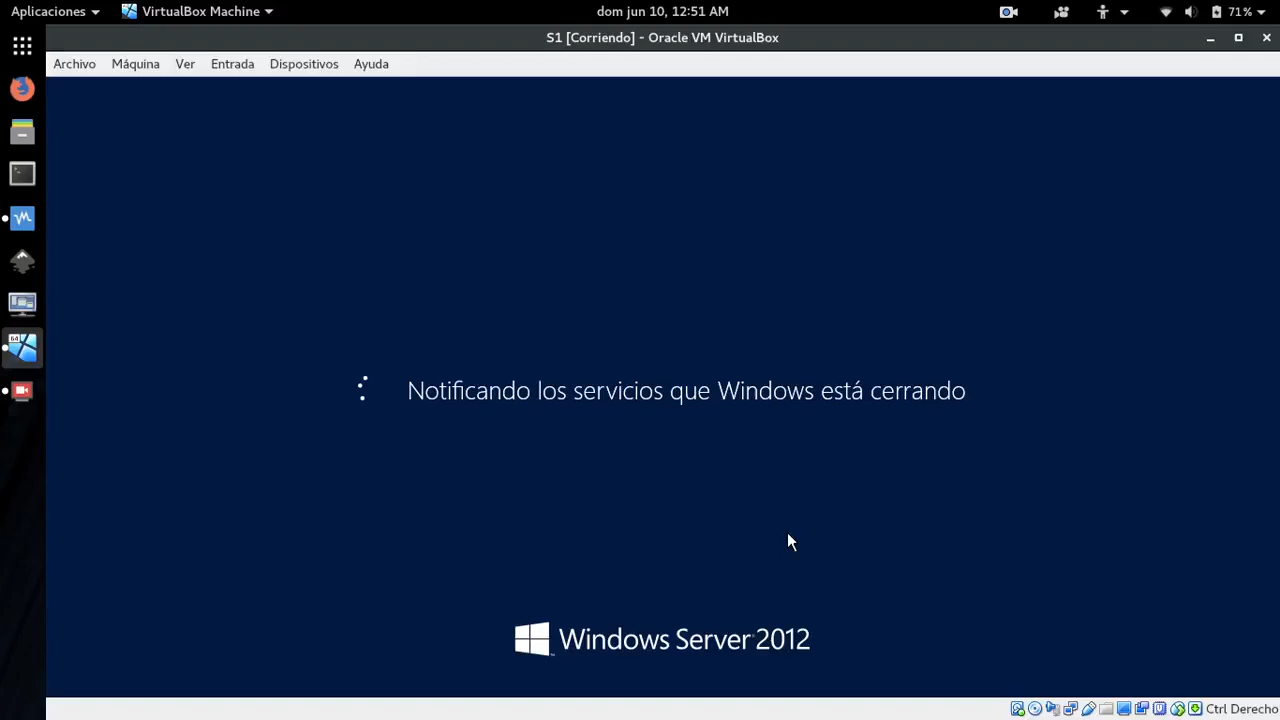 Aplicaciones VirtualBox Machine dom jun 10, 12:51 AM 71%
S1 [Corriendo] - Oracle VM VirtualBox
Archivo Máquina Ver Entrada Dispositivos Ayuda
64
Notificando los servicios que Windows está cerrando
Windows Server 2012
Ctrl Derecho